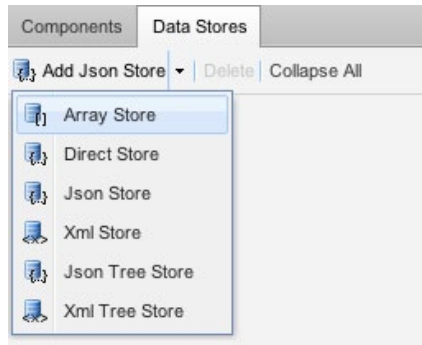 Components Data Stores
Add Json Store Delete Collapse All
Array Store
Direct Store
Json Store
Xml Store
Json Tree Store
Xml Tree Store